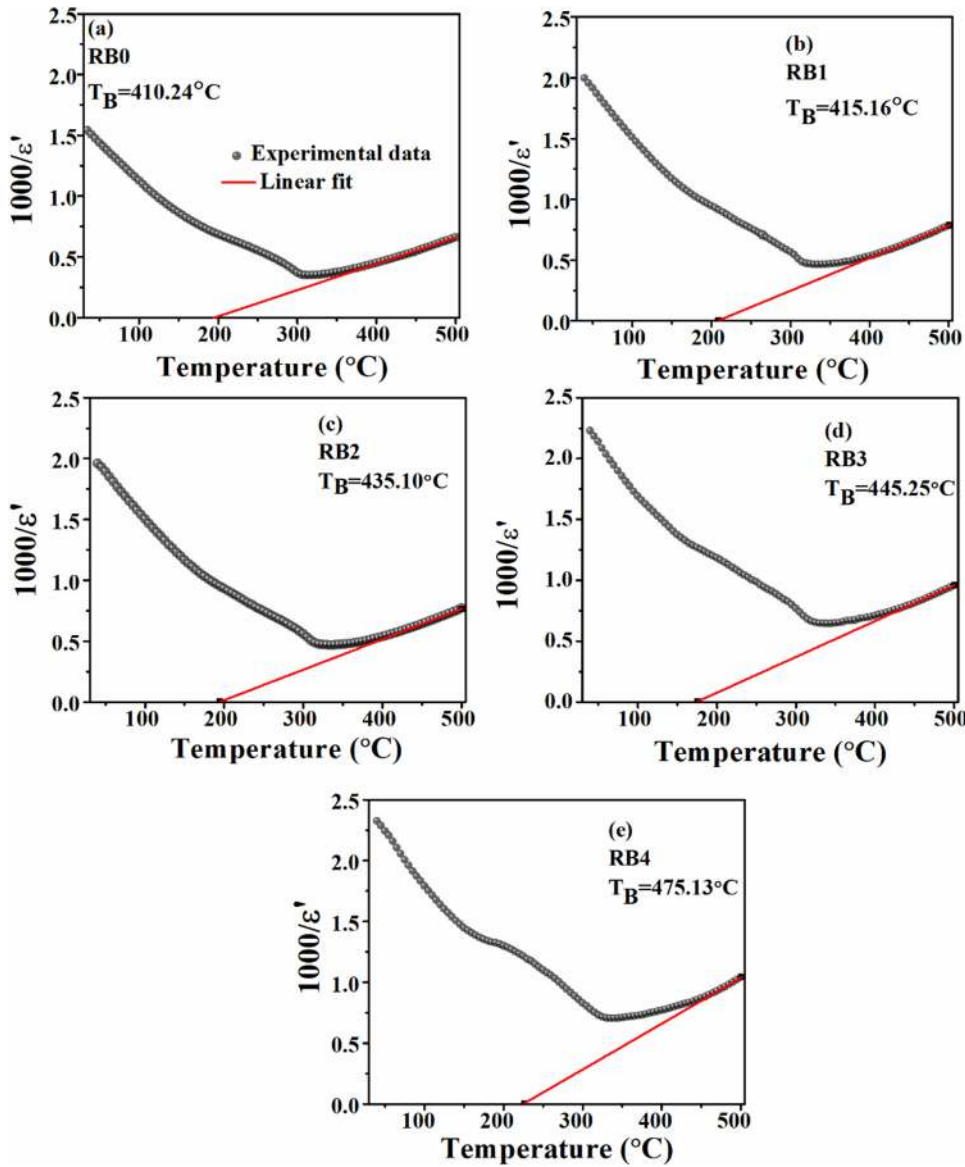 (a)
RB0
TB=410.24°C
Experimental data
Linear fit
1000/ε'
2.5
2.0
1.5
1.0
0.5
0.0
100 200 300 400 500
Temperature (°C)
(b)
RB1
TB=415.16°C
1000/ε'
2.5
2.0
1.5
1.0
0.5
0.0
100 200 300 400 500
Temperature (°C)
(c)
RB2
TB=435.10°C
1000/ε'
2.5
2.0
1.5
1.0
0.5
0.0
100 200 300 400 500
Temperature (°C)
(d)
RB3
TB=445.25°C
1000/ε'
2.5
2.0
1.5
1.0
0.5
0.0
100 200 300 400 500
Temperature (°C)
(e)
RB4
TB=475.13°C
1000/ε'
2.5
2.0
1.5
1.0
0.5
0.0
100 200 300 400 500
Temperature (°C)